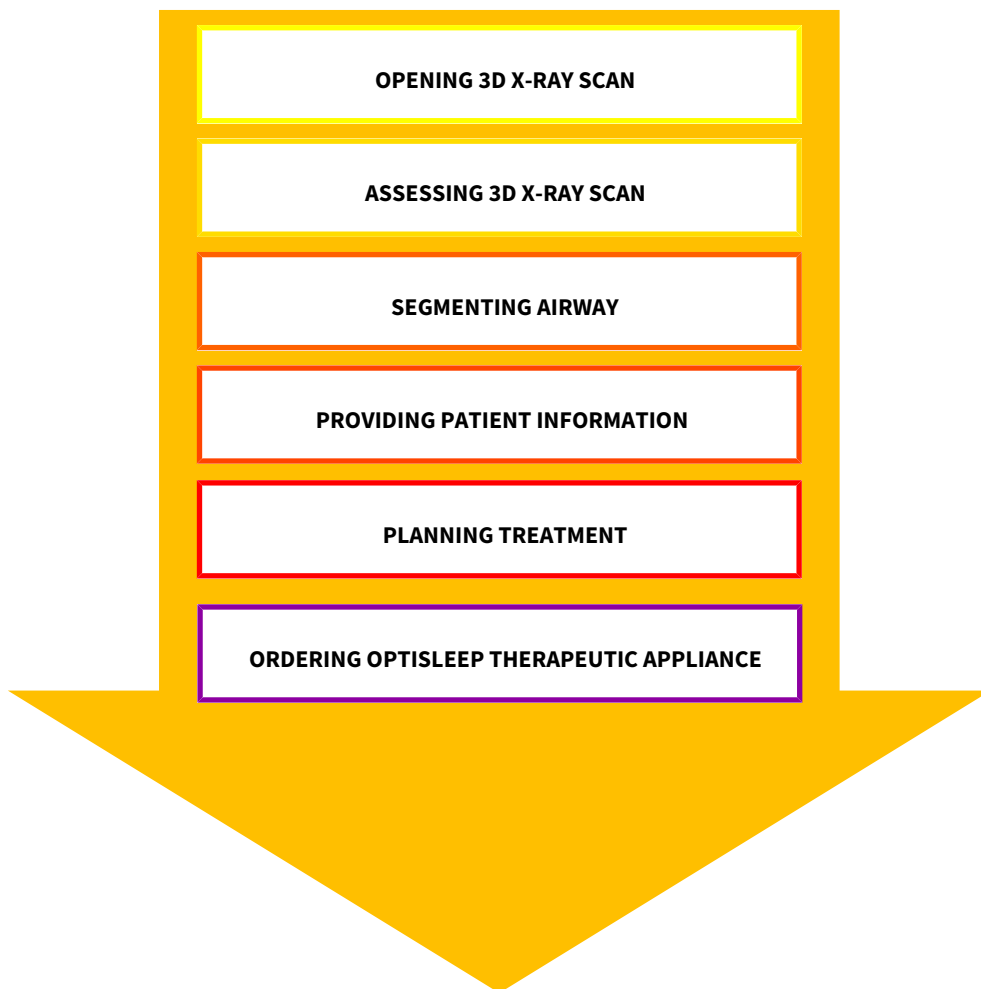 OPENING 3D X-RAY SCAN
ASSESSING 3D X-RAY SCAN
SEGMENTING AIRWAY
PROVIDING PATIENT INFORMATION
PLANNING TREATMENT
ORDERING OPTISLEEP THERAPEUTIC APPLIANCE